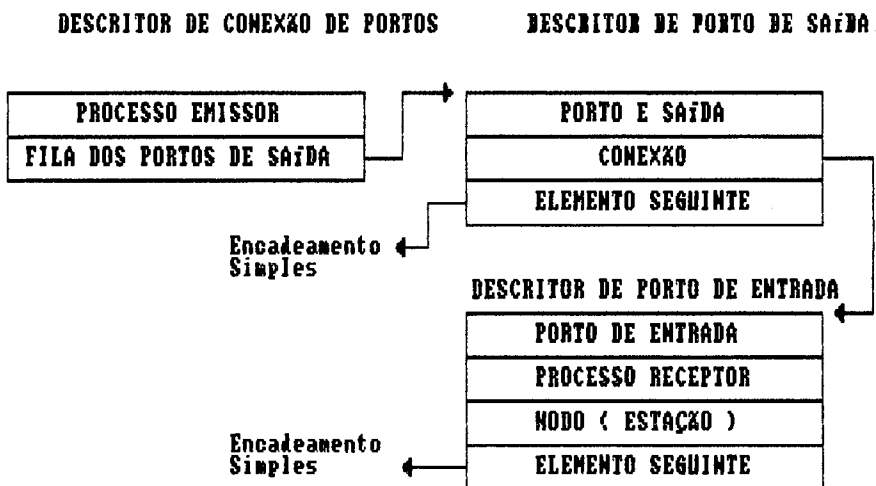 DESCRITOR DE CONEXÃO DE PORTOS
DESCRITOR DE PORTO DE SAÍDA
PROCESSO EMISSOR
FILA DOS PORTOS DE SAÍDA
PORTO E SAÍDA
CONEXÃO
ELEMENTO SEGUINTE
Encadeamento
Simples
DESCRITOR DE PORTO DE ENTRADA
PORTO DE ENTRADA
PROCESSO RECEPTOR
NODO ( ESTAÇÃO )
ELEMENTO SEGUINTE
Encadeamento
Simples